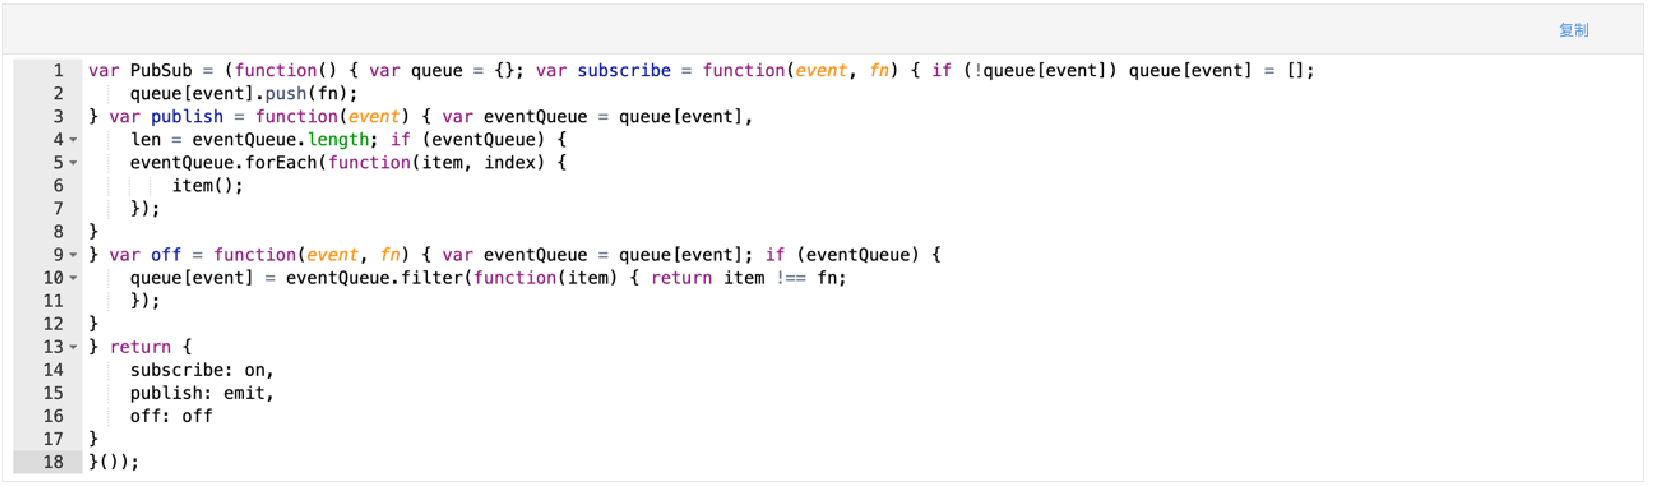 复制
1 var PubSub = (function() { var queue = {}; var subscribe = function(event, fn) { if (!queue[event]) queue[event] = [];
2 queue[event].push(fn);
3 } var publish = function(event) { var eventQueue = queue[event],
4 len = eventQueue.length; if (eventQueue) {
5 eventQueue.forEach(function(item, index) {
6 item();
7 });
8 }
9 } var off = function(event, fn) { var eventQueue = queue[event]; if (eventQueue) {
10 queue[event] = eventQueue.filter(function(item) { return item !== fn;
11 });
12 }
13 } return {
14 subscribe: on,
15 publish: emit,
16 off: off
17 }
18 }());